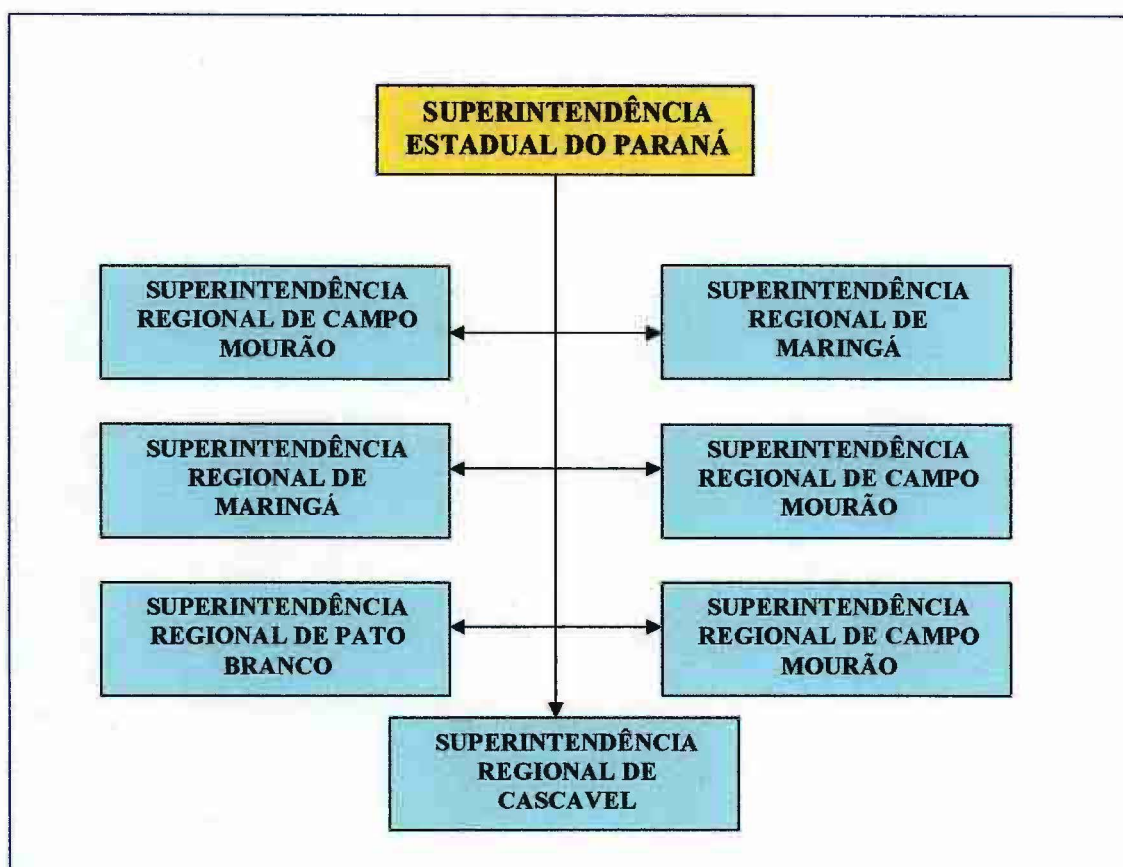 SUPERINTENDÊNCIA
ESTADUAL DO PARANÁ
SUPERINTENDÊNCIA
REGIONAL DE CAMPO
MOURÃO
SUPERINTENDÊNCIA
REGIONAL DE
MARINGÁ
SUPERINTENDÊNCIA
REGIONAL DE
MARINGÁ
SUPERINTENDÊNCIA
REGIONAL DE CAMPO
MOURÃO
SUPERINTENDÊNCIA
REGIONAL DE PATO
BRANCO
SUPERINTENDÊNCIA
REGIONAL DE CAMPO
MOURÃO
SUPERINTENDÊNCIA
REGIONAL DE
CASCAVEL